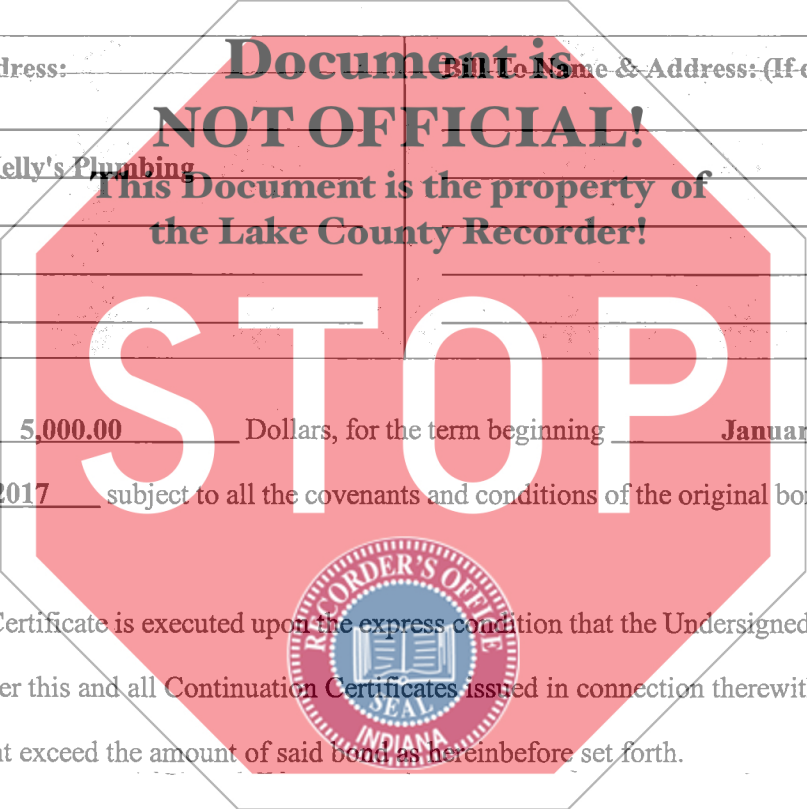 Document is
dress: Bill To Name & Address: (If
NOT OFFICIAL!
elly's Plumbing
This Document is the property of
the Lake County Recorder!
STOP
5,000.00 Dollars, for the term beginning Januar
2017 subject to all the covenants and conditions of the original bo
RECORDER'S OFFICE
Certificate is executed upon the express condition that the Undersigned
er this and all Continuation Certificates issued in connection therewit
SEAL
INDIANA
t exceed the amount of said bond as hereinbefore set forth.